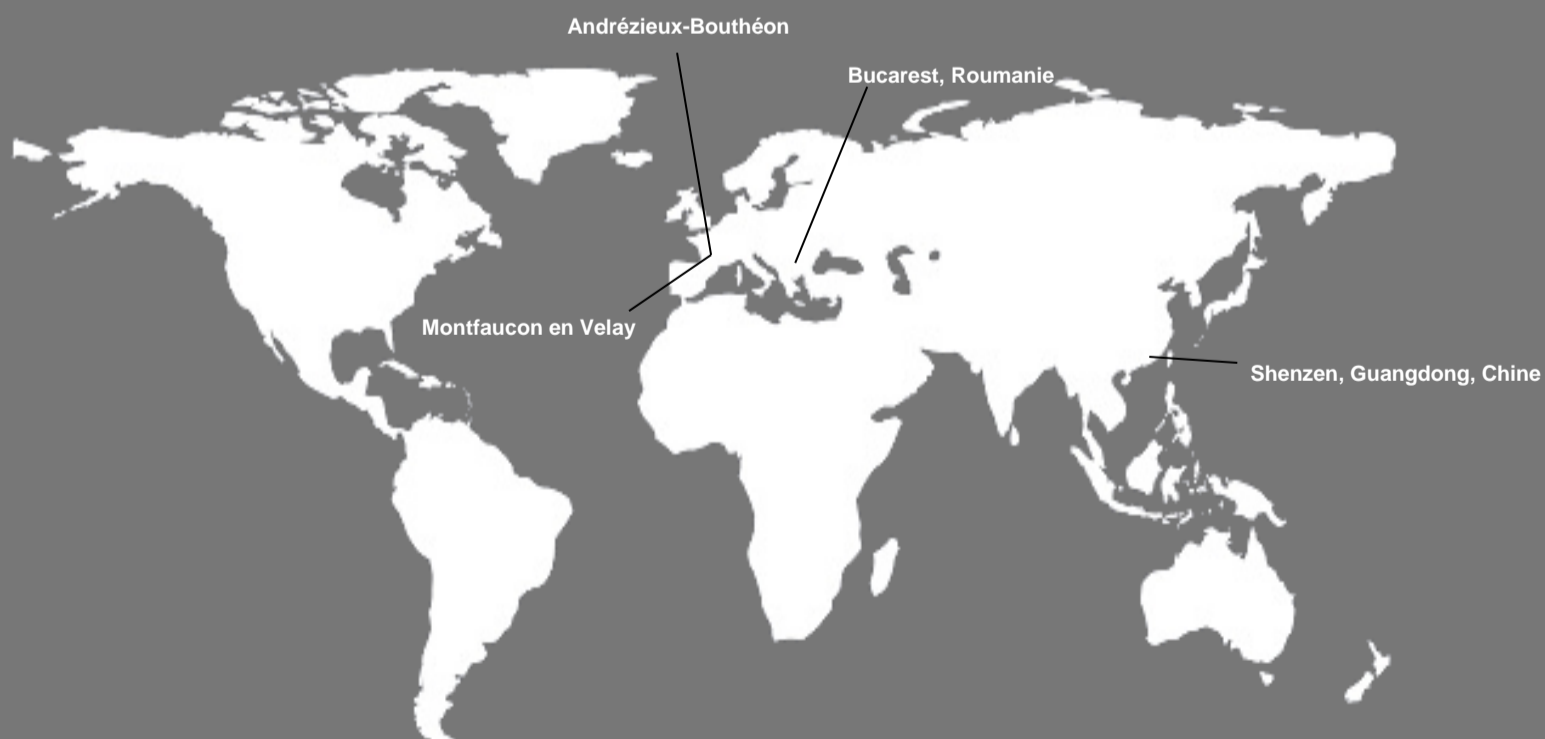 Andrézieux-Bouthéon
Bucarest, Roumanie
Montfaucon en Velay
Shenzen, Guangdong, Chine